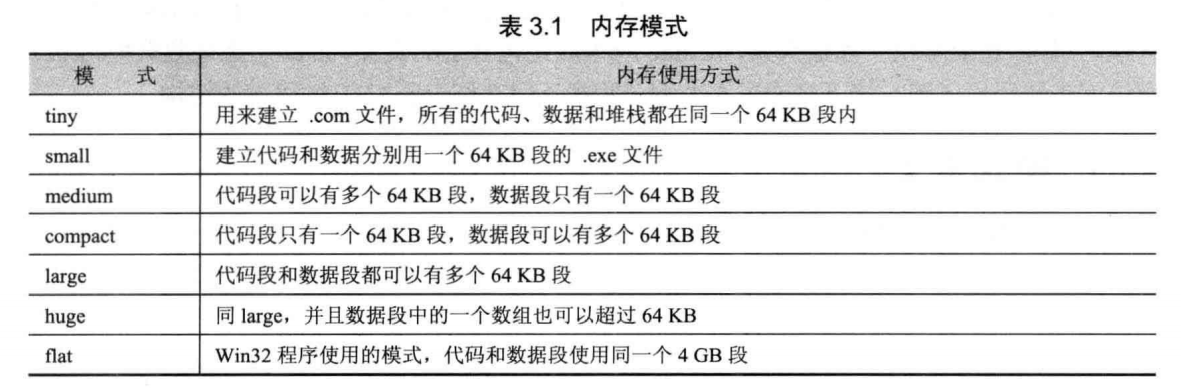 表 3.1 内存模式
模 式 内存使用方式
tiny 用来建立 .com 文件，所有的代码、数据和堆栈都在同一个 64 KB 段内
small 建立代码和数据分别用一个 64 KB 段的 .exe 文件
medium 代码段可以有多个 64 KB 段，数据段只有一个 64 KB 段
compact 代码段只有一个 64 KB 段，数据段可以有多个 64 KB 段
large 代码段和数据段都可以有多个 64 KB 段
huge 同 large，并且数据段中的一个数组也可以超过 64 KB
flat Win32 程序使用的模式，代码和数据段使用同一个 4 GB 段